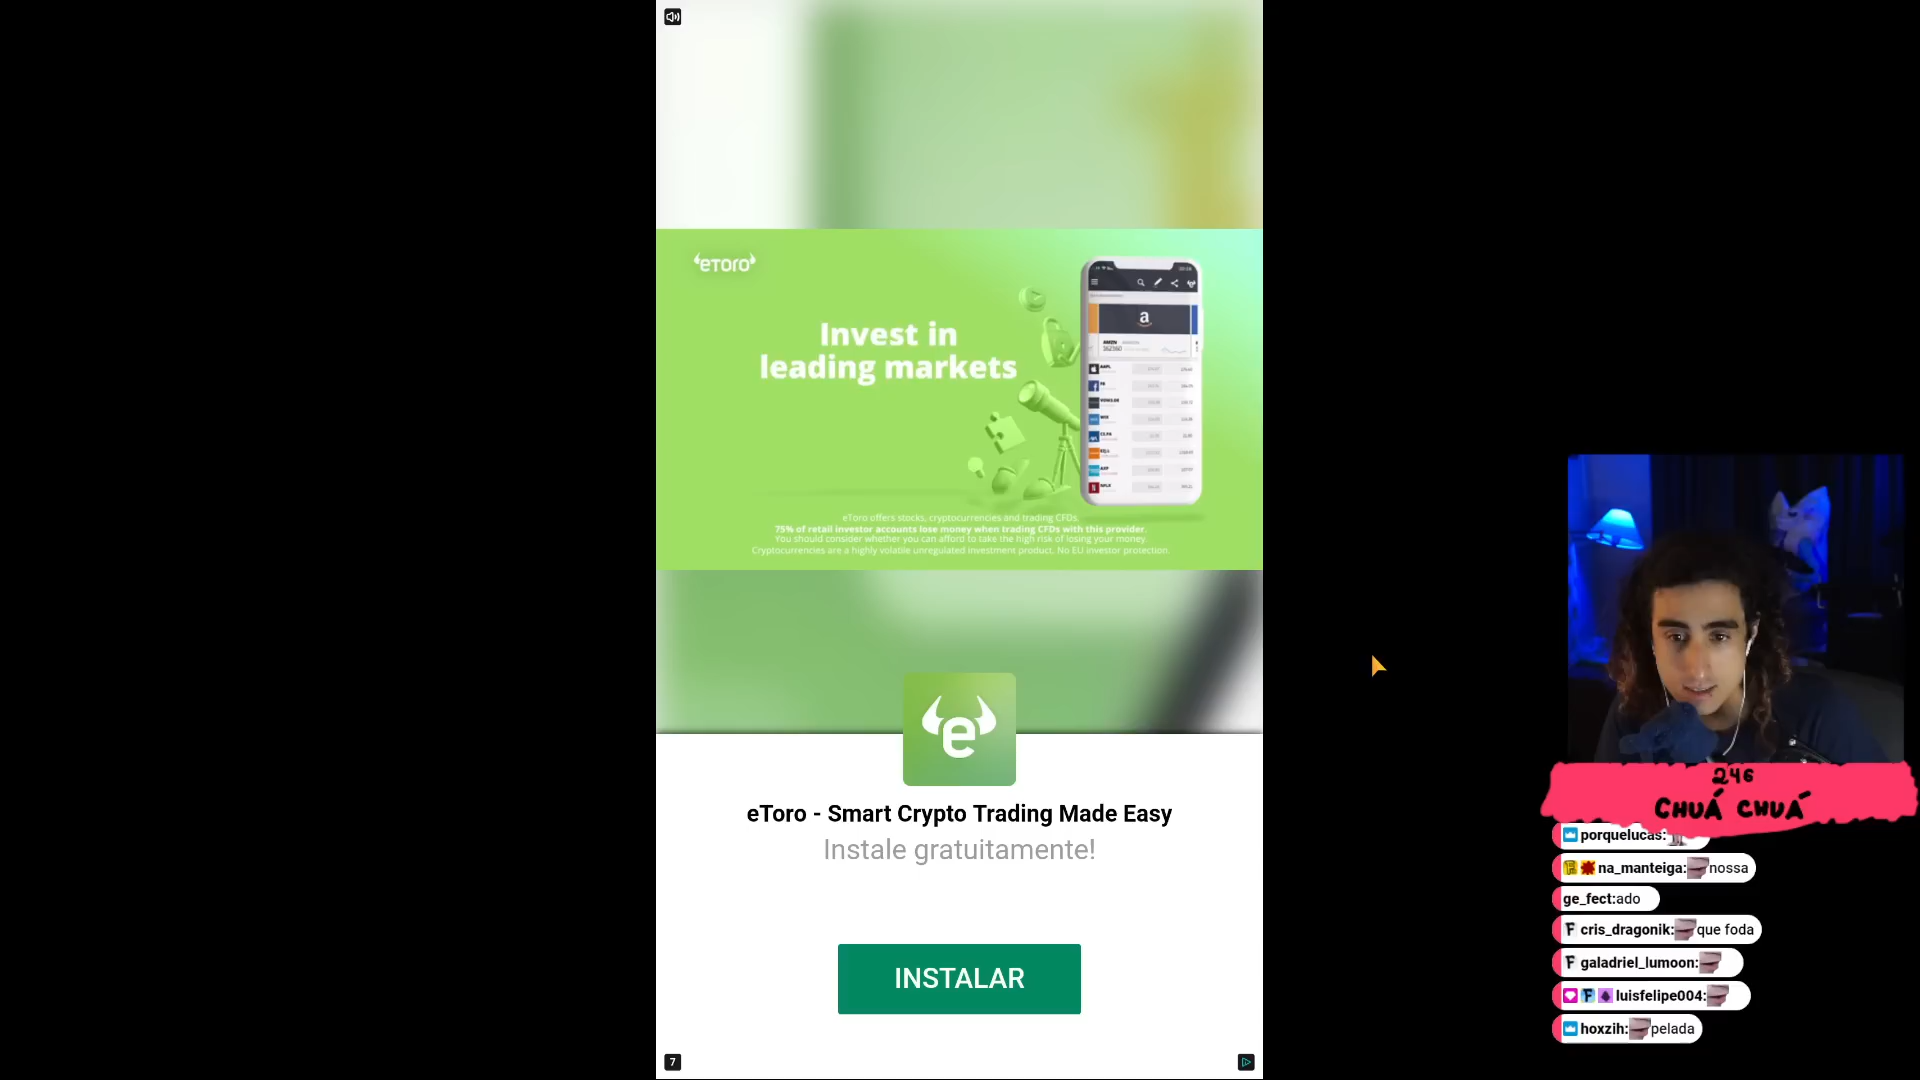 eTORO
Invest in
leading markets
a
AMZN
eToro offers stocks, cryptocurrencies and trading CFDs.
75% of retail investor accounts lose money when trading CFDs with this provider.
You should consider whether you can afford to take the high risk of losing your money.
Cryptocurrencies are a highly volatile unregulated investment product. No EU investor protection.
e
eToro - Smart Crypto Trading Made Easy
Instale gratuitamente!
INSTALAR
7
246
CHUÁ CHUÁ
porquelucas:
na_manteiga: nossa
ge_fect: ado
F cris_dragonik: que foda
F galadriel_lumoon:
F luisfelipe004:
hoxzih: pelada